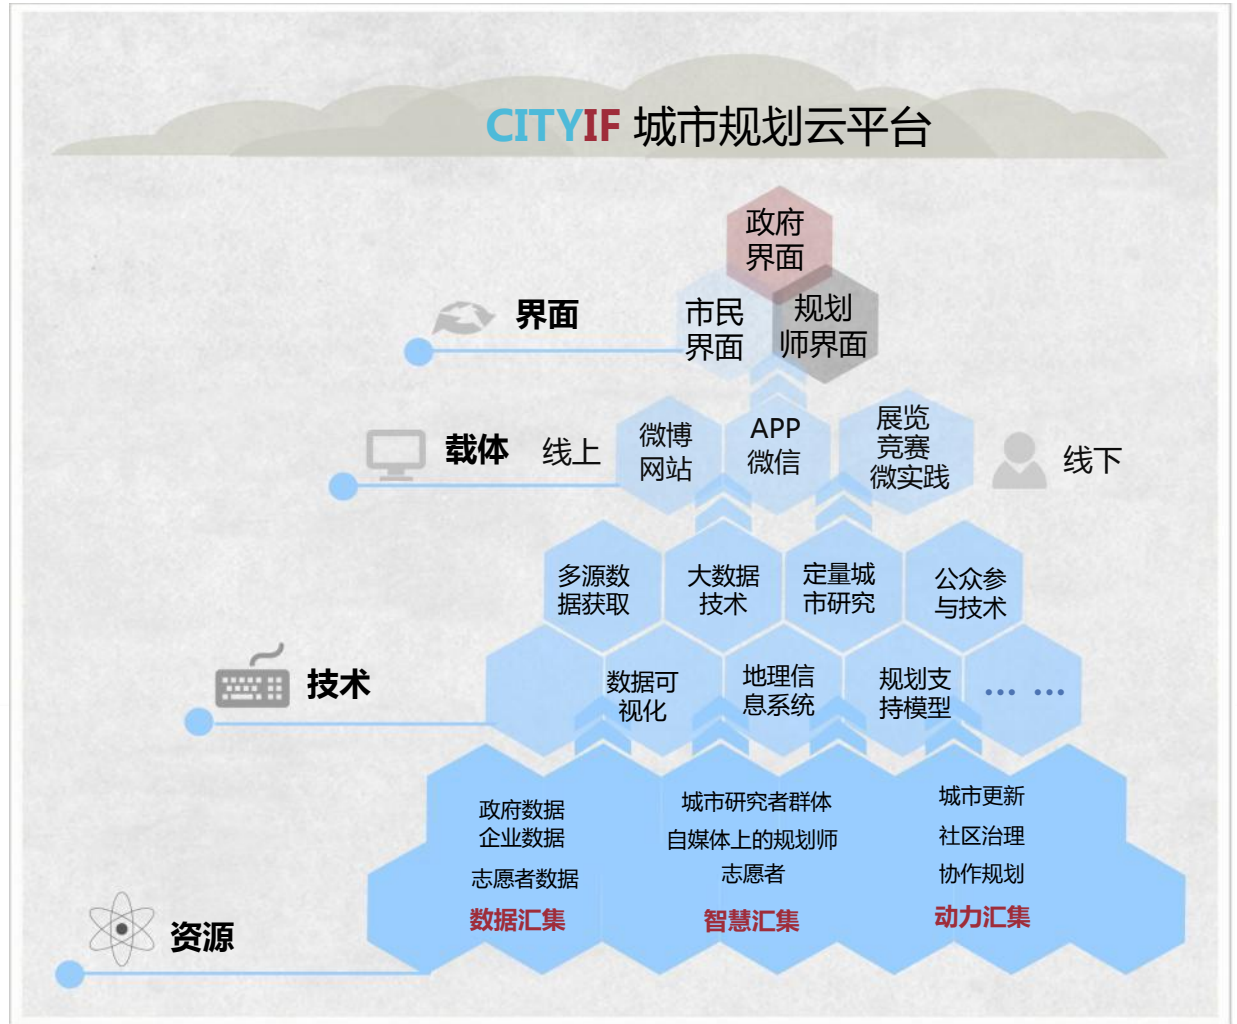 CITYIF 城市规划云平台
政府
界面
界面
市民
界面
规划
师界面
载体
线上
微博
网站
APP
微信
展览
竞赛
微实践
线下
多源数
据获取
大数据
技术
定量城
市研究
公众参
与技术
技术
数据可
视化
地理信
息系统
规划支
持模型
... ...
资源
政府数据
企业数据
志愿者数据
数据汇集
城市研究者群体
自媒体上的规划师
志愿者
智慧汇集
城市更新
社区治理
协作规划
动力汇集